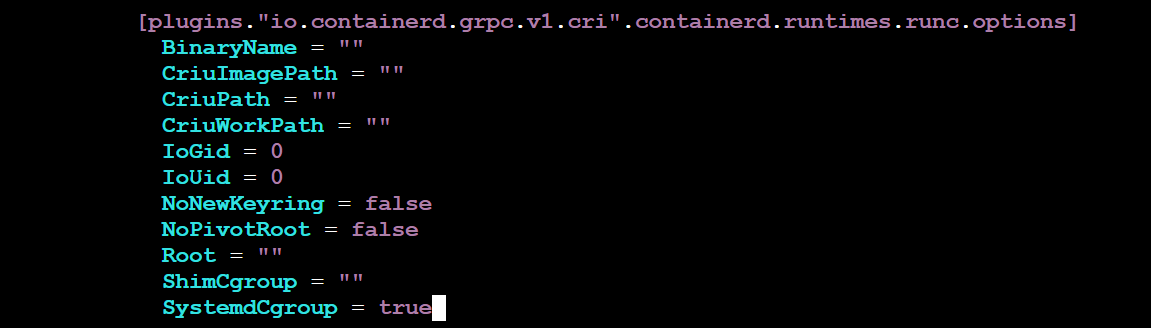 [plugins."io.containerd.grpc.v1.cri".containerd.runtimes.runc.options]
BinaryName = ""
CriuImagePath = ""
CriuPath = ""
CriuWorkPath = ""
IoGid = 0
IoUid = 0
NoNewKeyring = false
NoPivotRoot = false
Root = ""
ShimCgroup = ""
SystemdCgroup = true